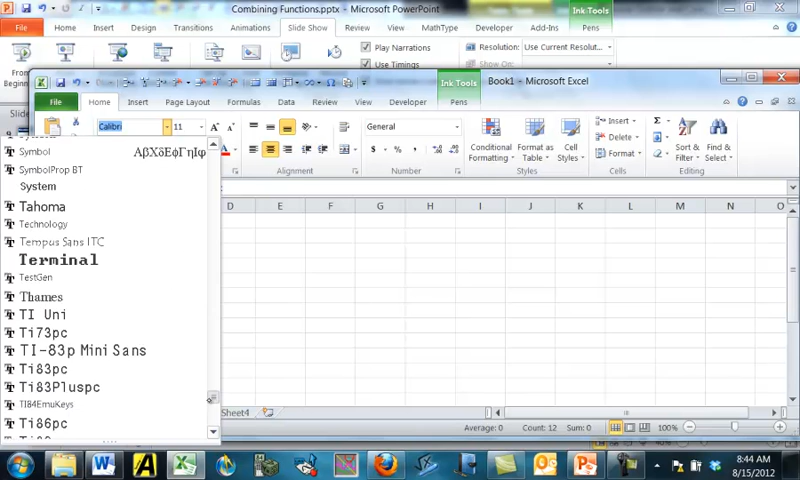 Combining Functions.pptx - Microsoft PowerPoint
Ink Tools
File Home Insert Design Transitions Animations Slide Show Review View MathType Developer Add-Ins Pens
Play Narrations
Resolution: Use Current Resolut...
From
Use Timings
Show On:
Book1 - Microsoft Excel
Ink Tools
File Home Insert Page Layout Formulas Data Review View Developer Pens
Calibri 11 A A General Insert Σ
Delete
Format
Conditional Format as Cell Sort & Find &
Formatting as Table Styles Filter Select
Alignment Number Styles Cells Editing
Symbol ΑβΧδΕφΓηΙφ
SymbolProp BT
System
Tahoma
Technology
Tempus Sans ITC
Terminal
TestGen
Thames
TI Uni
Ti73pc
TI-83p Mini Sans
Ti83pc
Ti83Pluspc
TI84EmuKeys
Ti86pc
D E F G H I J K L M N O
Sheet4
Average: 0 Count: 12 Sum: 0 100%
8:44 AM
8/15/2012